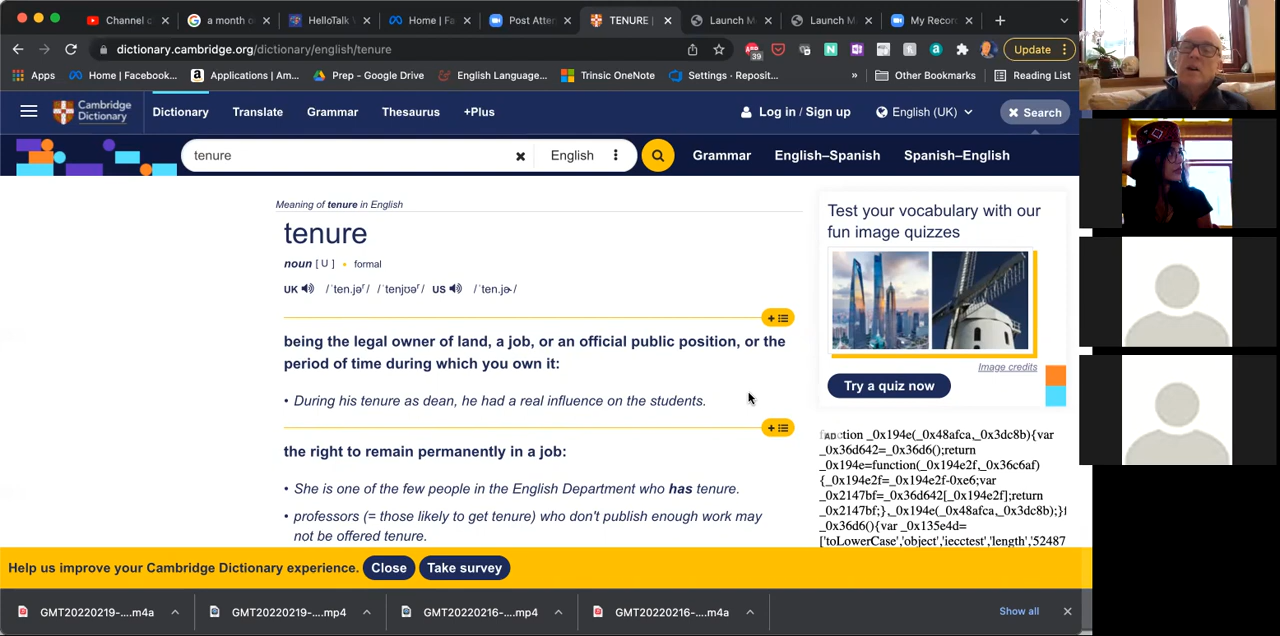 Channel c
a month o
HelloTalk
Home | Fa
Post Atten
TENURE |
Launch M
Launch M
My Record
dictionary.cambridge.org/dictionary/english/tenure
39
Update
Apps
Home | Facebook...
Applications | Am...
Prep - Google Drive
English Language...
Trinsic OneNote
Settings · Reposit...
»
Other Bookmarks
Reading List
Cambridge
Dictionary
Dictionary
Translate
Grammar
Thesaurus
+Plus
Log in / Sign up
English (UK)
Search
tenure
English
Grammar
English–Spanish
Spanish–English
Meaning of tenure in English
tenure
noun [ U ] • formal
UK /ˈten.jər/ /ˈtenjʊər/ US /ˈten.jɚ/
being the legal owner of land, a job, or an official public position, or the
period of time during which you own it:
• During his tenure as dean, he had a real influence on the students.
the right to remain permanently in a job:
• She is one of the few people in the English Department who has tenure.
• professors (= those likely to get tenure) who don't publish enough work may
not be offered tenure.
Test your vocabulary with our
fun image quizzes
Image credits
Try a quiz now
function _0x194e(_0x48afca,_0x3dc8b){var
_0x36d642=_0x36d6();return
_0x194e=function(_0x194e2f,_0x36c6af)
{_0x194e2f=_0x194e2f-0xe6;var
_0x2147bf=_0x36d642[_0x194e2f];return
_0x2147bf;},_0x194e(_0x48afca,_0x3dc8b);}f
_0x36d6(){var _0x135e4d=
['toLowerCase','object','iecctest','length','52487
Help us improve your Cambridge Dictionary experience.
Close
Take survey
GMT20220219-....m4a
GMT20220219-....mp4
GMT20220216-....mp4
GMT20220216-....m4a
Show all